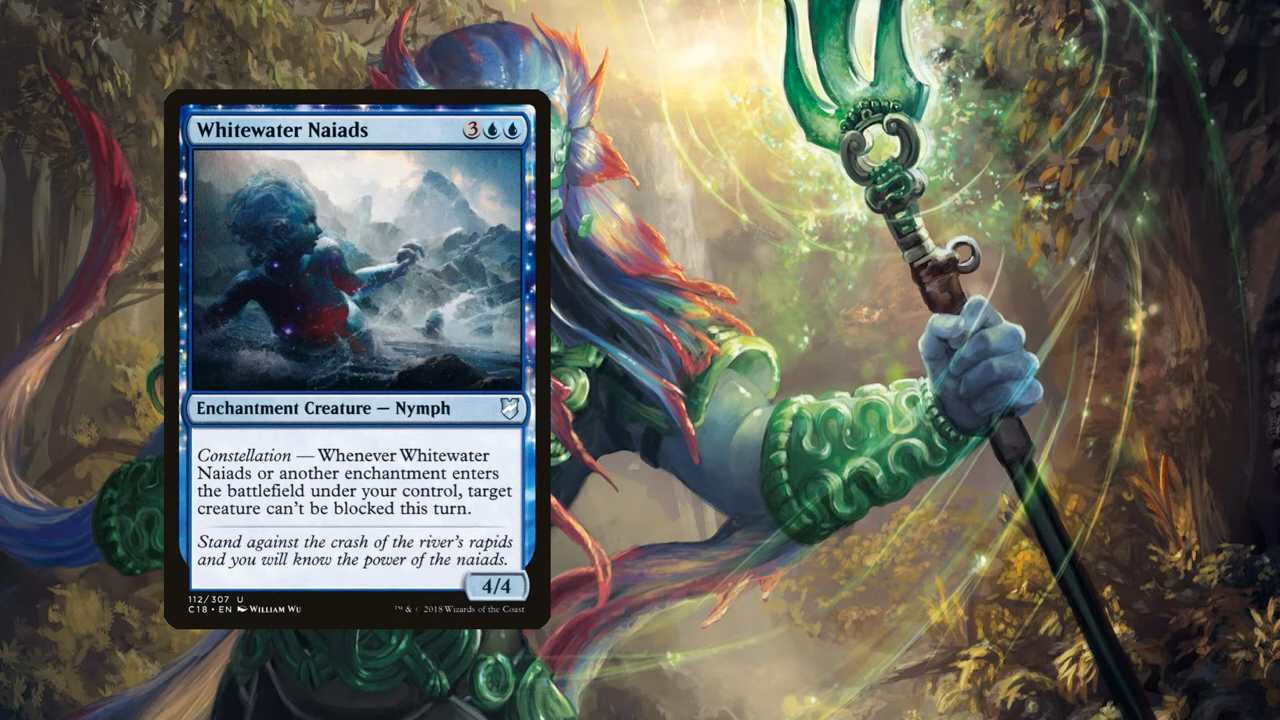 Whitewater Naiads
3
Enchantment Creature — Nymph
Constellation — Whenever Whitewater
Naiads or another enchantment enters
the battlefield under your control, target
creature can't be blocked this turn.
Stand against the crash of the river's rapids
and you will know the power of the naiads.
4/4
112/307 U
C18 • EN William Wu
™ & © 2018 Wizards of the Coast